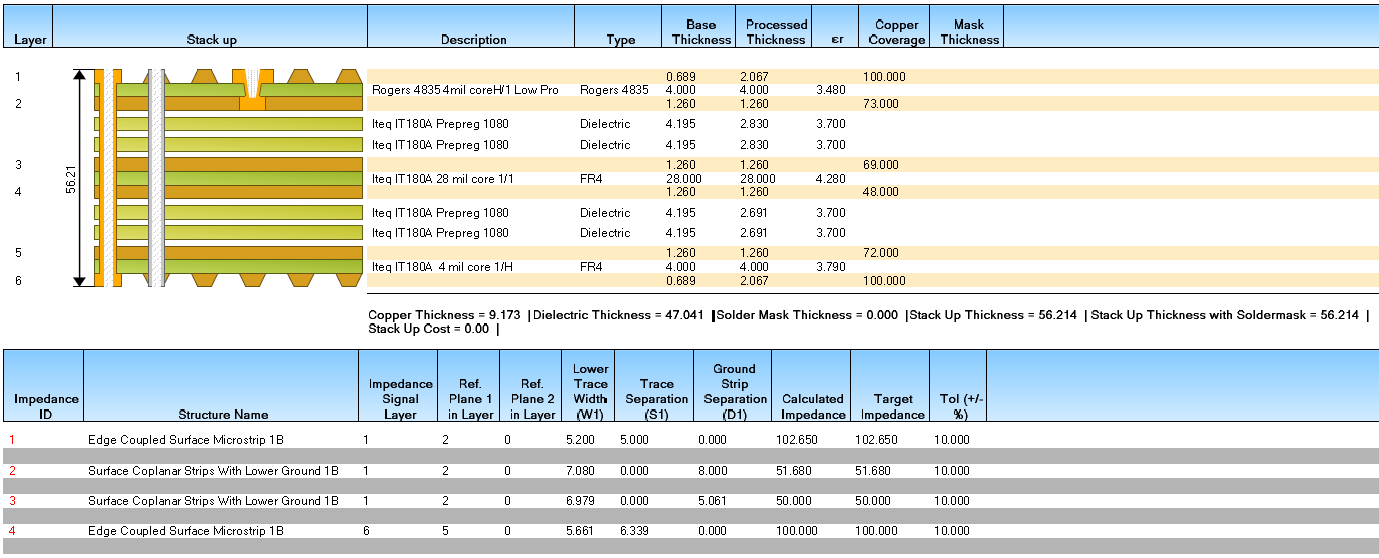 Layer Stack up Description Type Base Thickness Processed Thickness εr Copper Coverage Mask Thickness
1 0.689 2.067 100.000
Rogers 4835 4mil coreH/1 Low Pro Rogers 4835 4.000 4.000 3.480
2 1.260 1.260 73.000
Iteq IT180A Prepreg 1080 Dielectric 4.195 2.830 3.700
Iteq IT180A Prepreg 1080 Dielectric 4.195 2.830 3.700
3 1.260 1.260 69.000
56.21
Iteq IT180A 28 mil core 1/1 FR4 28.000 28.000 4.280
4 1.260 1.260 48.000
Iteq IT180A Prepreg 1080 Dielectric 4.195 2.691 3.700
Iteq IT180A Prepreg 1080 Dielectric 4.195 2.691 3.700
5 1.260 1.260 72.000
Iteq IT180A 4 mil core 1/H FR4 4.000 4.000 3.790
6 0.689 2.067 100.000
Copper Thickness = 9.173 | Dielectric Thickness = 47.041 | Solder Mask Thickness = 0.000 | Stack Up Thickness = 56.214 | Stack Up Thickness with Soldermask = 56.214 |
Stack Up Cost = 0.00 |
Impedance ID Structure Name Impedance Signal Layer Ref. Plane 1 in Layer Ref. Plane 2 in Layer Lower Trace Width (W1) Trace Separation (S1) Ground Strip Separation (D1) Calculated Impedance Target Impedance Tol (+/- %)
1 Edge Coupled Surface Microstrip 1B 1 2 0 5.200 5.000 0.000 102.650 102.650 10.000
2 Surface Coplanar Strips With Lower Ground 1B 1 2 0 7.080 0.000 8.000 51.680 51.680 10.000
3 Surface Coplanar Strips With Lower Ground 1B 1 2 0 6.979 0.000 5.061 50.000 50.000 10.000
4 Edge Coupled Surface Microstrip 1B 6 5 0 5.661 6.339 0.000 100.000 100.000 10.000